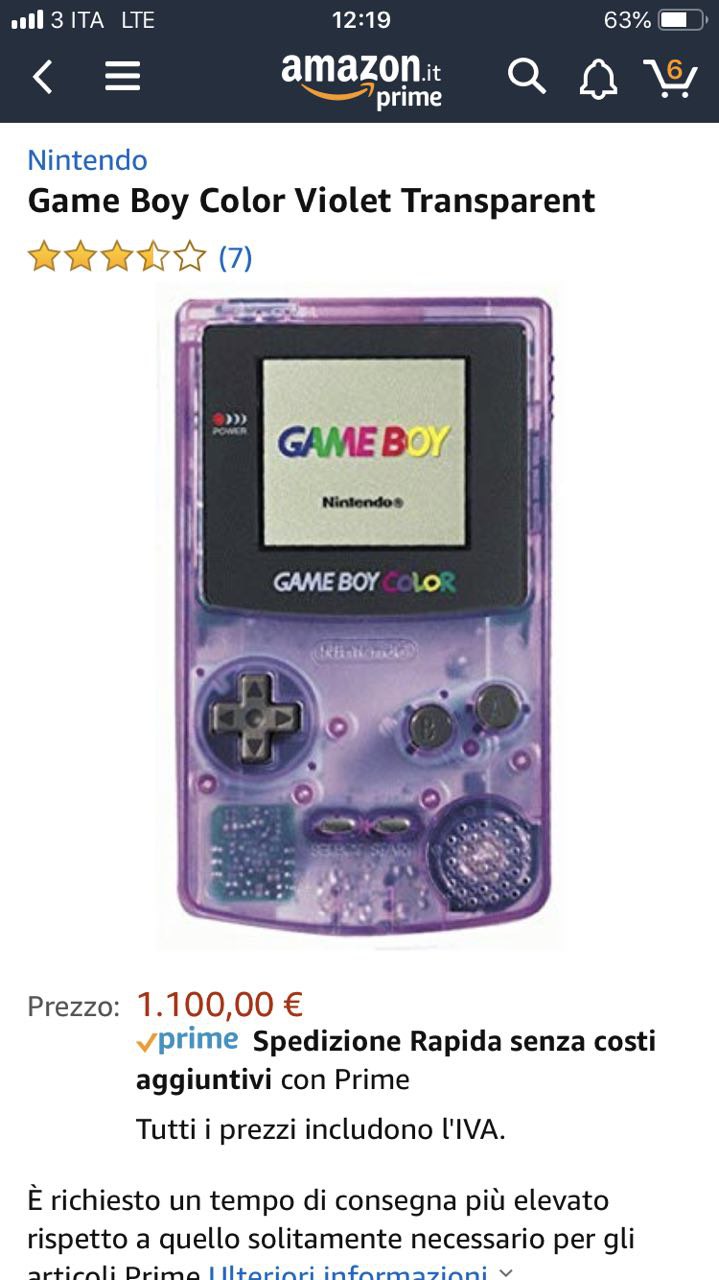 3 ITA LTE 12:19 63%
amazon.it
prime
6
Nintendo
Game Boy Color Violet Transparent
(7)
POWER
GAME BOY
Nintendo®
GAME BOY COLOR
Nintendo
A
B
SELECT START
Prezzo: 1.100,00 €
prime Spedizione Rapida senza costi
aggiuntivi con Prime
Tutti i prezzi includono l'IVA.
È richiesto un tempo di consegna più elevato
rispetto a quello solitamente necessario per gli
articoli Prime Ulteriori informazioni